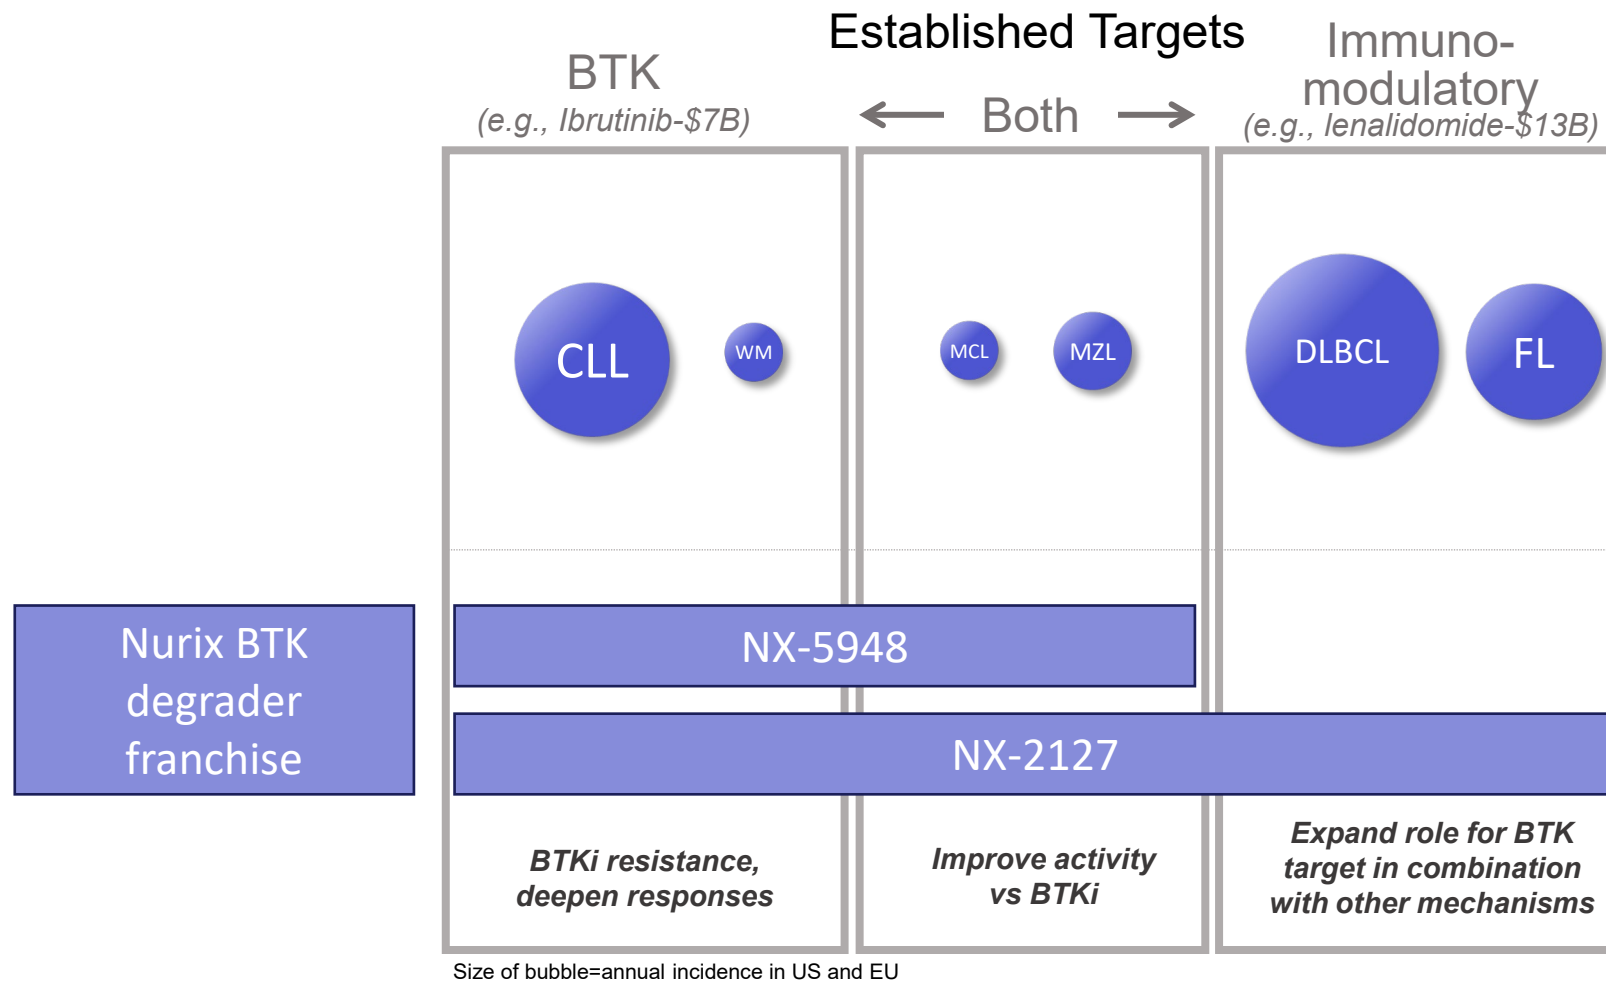 Established Targets
BTK
(e.g., Ibrutinib-$7B)
Both
Immuno-
modulatory
(e.g., lenalidomide-$13B)
CLL
WM
MCL
MZL
DLBCL
FL
Nurix BTK
degrader
franchise
NX-5948
NX-2127
BTKi resistance,
deepen responses
Improve activity
vs BTKi
Expand role for BTK
target in combination
with other mechanisms
Size of bubble=annual incidence in US and EU